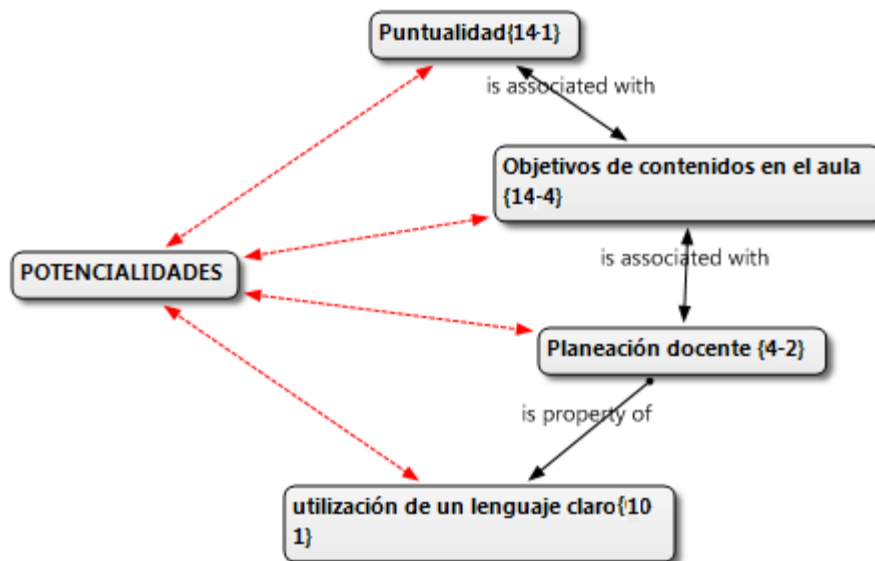 Puntualidad{14-1}
is associated with
Objetivos de contenidos en el aula
{14-4}
is associated with
POTENCIALIDADES
Planeación docente {4-2}
is property of
utilización de un lenguaje claro{10
1}